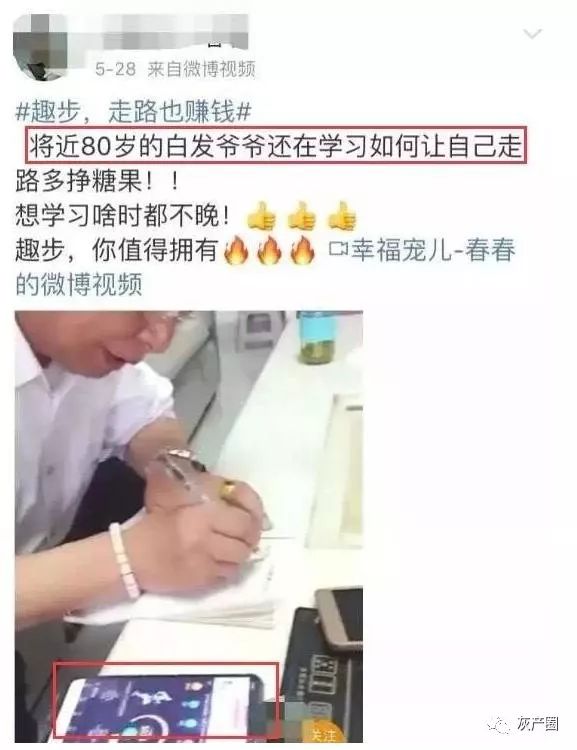 5-28 来自微博视频
#趣步，走路也赚钱#
将近80岁的白发爷爷还在学习如何让自己走
路多挣糖果！！
想学习啥时都不晚！
趣步，你值得拥有 幸福宠儿-春春
的微博视频
关注
灰产圈